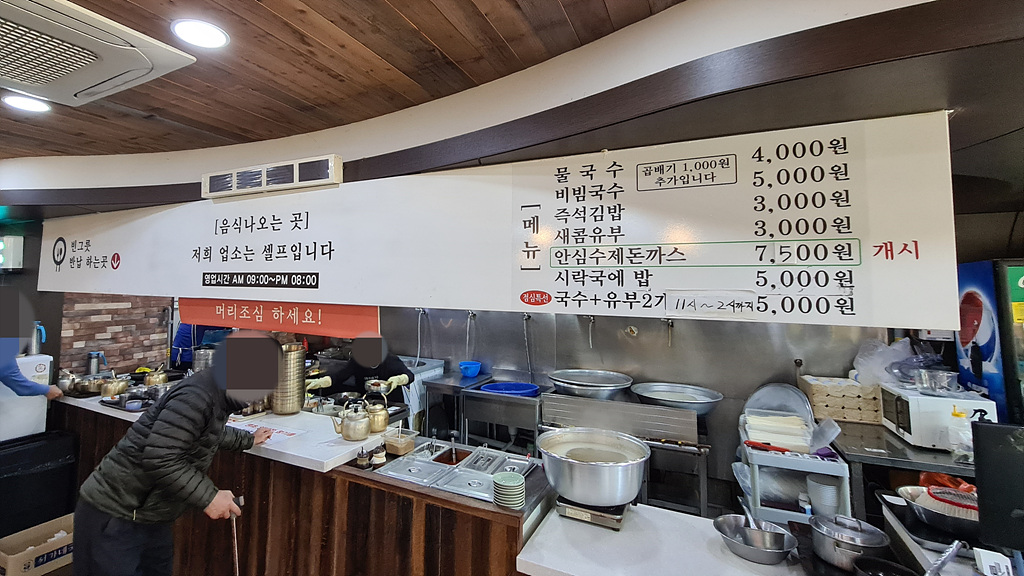 빈그릇
반납 하는곳
[음식나오는 곳]
저희 업소는 셀프입니다
영업시간 AM 09:00~PM 08:00
머리조심 하세요!
[메뉴]
물국수 4,000원
곱배기 1,000원
추가입니다
비빔국수 5,000원
즉석김밥 3,000원
새콤유부 3,000원
안심수제돈까스 7,500원 개시
시락국에 밥 5,000원
점심특선 국수+유부2개 11시~2시까지 5,000원